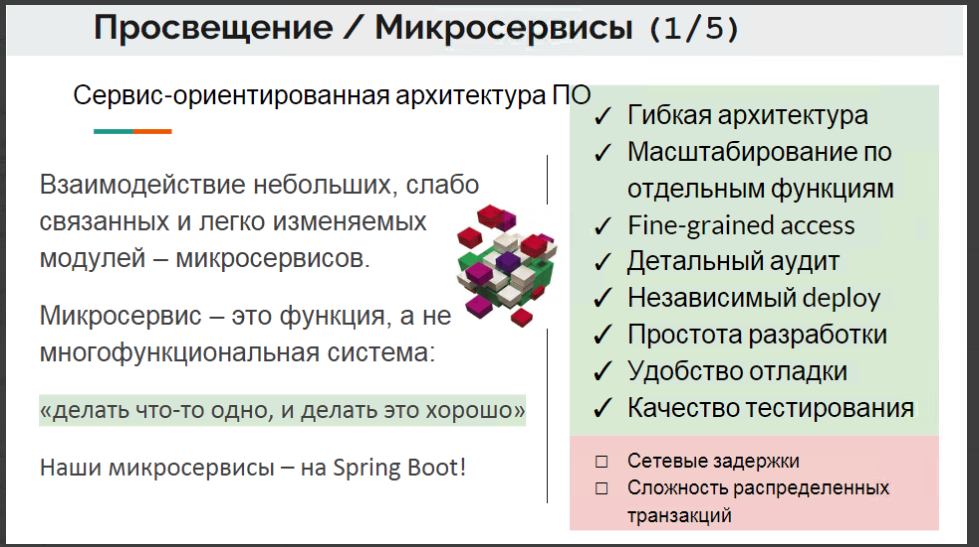 Просвещение / Микросервисы (1/5)
Сервис-ориентированная архитектура ПО
Взаимодействие небольших, слабо
связанных и легко изменяемых
модулей – микросервисов.
Микросервис – это функция, а не
многофункциональная система:
«делать что-то одно, и делать это хорошо»
Наши микросервисы – на Spring Boot!
✓ Гибкая архитектура
✓ Масштабирование по
отдельным функциям
✓ Fine-grained access
✓ Детальный аудит
✓ Независимый deploy
✓ Простота разработки
✓ Удобство отладки
✓ Качество тестирования
□ Сетевые задержки
□ Сложность распределенных
транзакций